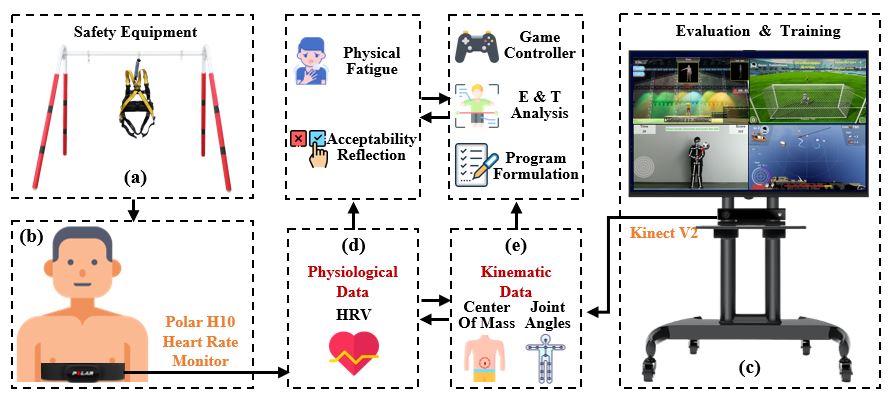 Safety Equipment
(a)
(b)
Polar H10
Heart Rate
Monitor
POLAR
Physical
Fatigue
Acceptability
Reflection
(d)
Physiological
Data
HRV
Game
Controller
E & T
Analysis
Program
Formulation
(e)
Kinematic
Data
Center
Of Mass
Joint
Angles
Evaluation & Training
Kinect V2
(c)